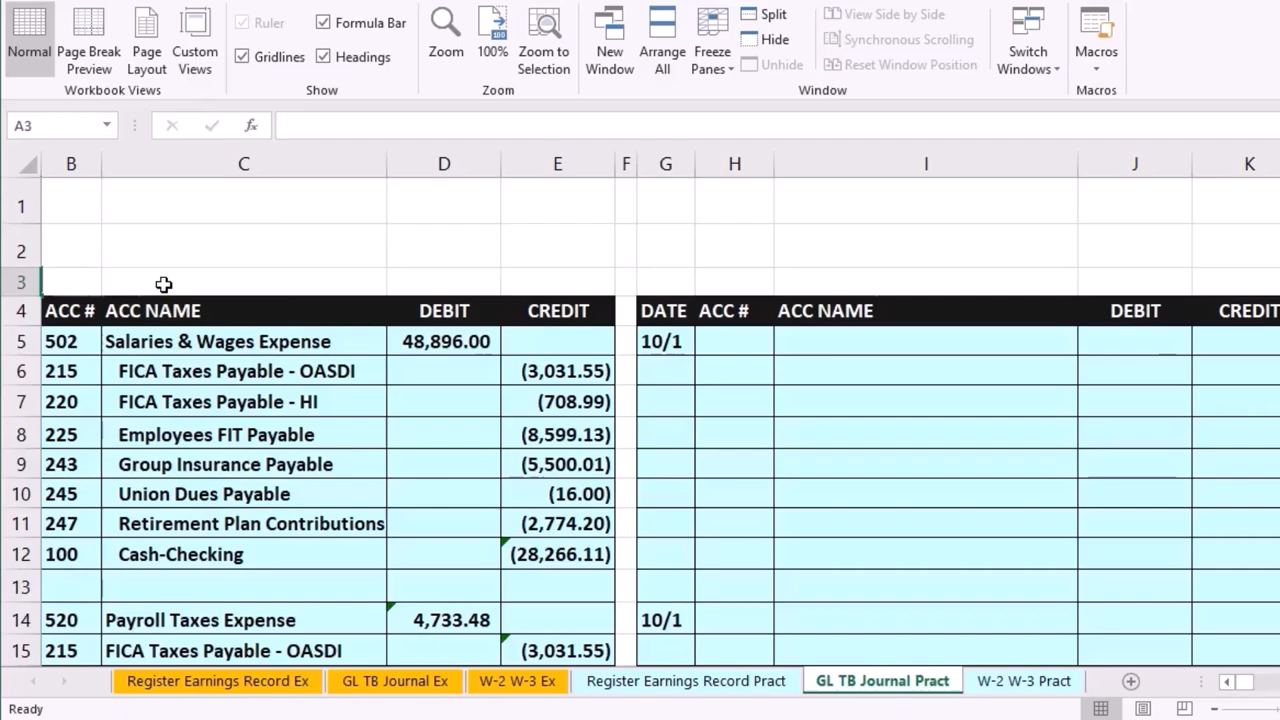 Normal
Page Break Preview
Page Layout
Custom Views
Workbook Views
Ruler
Formula Bar
Gridlines
Headings
Show
Zoom
100%
Zoom to Selection
Zoom
New Window
Arrange All
Freeze Panes
Split
Hide
Unhide
View Side by Side
Synchronous Scrolling
Reset Window Position
Window
Switch Windows
Macros
Macros
A3
fx
B C D E F G H I J K
1
2
3
4 ACC # ACC NAME DEBIT CREDIT DATE ACC # ACC NAME DEBIT CREDIT
5 502 Salaries & Wages Expense 48,896.00 10/1
6 215 FICA Taxes Payable - OASDI (3,031.55)
7 220 FICA Taxes Payable - HI (708.99)
8 225 Employees FIT Payable (8,599.13)
9 243 Group Insurance Payable (5,500.01)
10 245 Union Dues Payable (16.00)
11 247 Retirement Plan Contributions (2,774.20)
12 100 Cash-Checking (28,266.11)
13
14 520 Payroll Taxes Expense 4,733.48 10/1
15 215 FICA Taxes Payable - OASDI (3,031.55)
Register Earnings Record Ex GL TB Journal Ex W-2 W-3 Ex Register Earnings Record Pract GL TB Journal Pract W-2 W-3 Pract
Ready